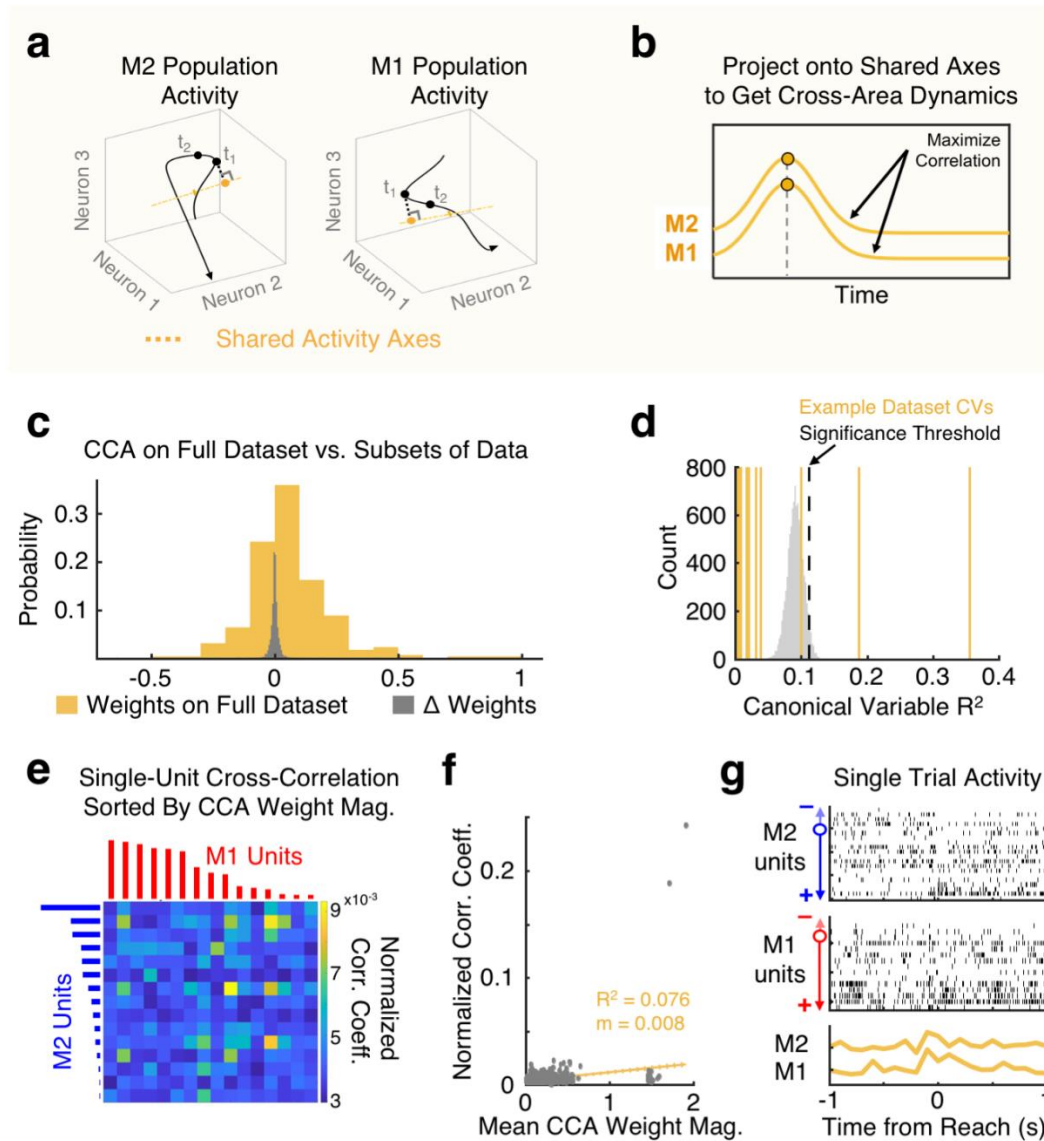 a
M2 Population
Activity
M1 Population
Activity
Neuron 3
t2
t1
t1
t2
Neuron 1
Neuron 2
Neuron 1
Neuron 2
Shared Activity Axes
b
Project onto Shared Axes
to Get Cross-Area Dynamics
Maximize
Correlation
M2
M1
Time
c
CCA on Full Dataset vs. Subsets of Data
Probability
0.3
0.2
0.1
-0.5
0
0.5
1
Weights on Full Dataset
Δ Weights
d
Example Dataset CVs
Significance Threshold
Count
800
600
400
200
0
0
0.1
0.2
0.3
0.4
Canonical Variable R²
e
Single-Unit Cross-Correlation
Sorted By CCA Weight Mag.
M1 Units
M2 Units
x10⁻³
9
7
5
3
Normalized
Corr. Coeff.
f
Normalized Corr. Coeff.
0.2
0.1
0
R² = 0.076
m = 0.008
0
1
2
Mean CCA Weight Mag.
g
Single Trial Activity
M2
units
−
+
M1
units
−
+
M2
M1
-1
0
1
Time from Reach (s)